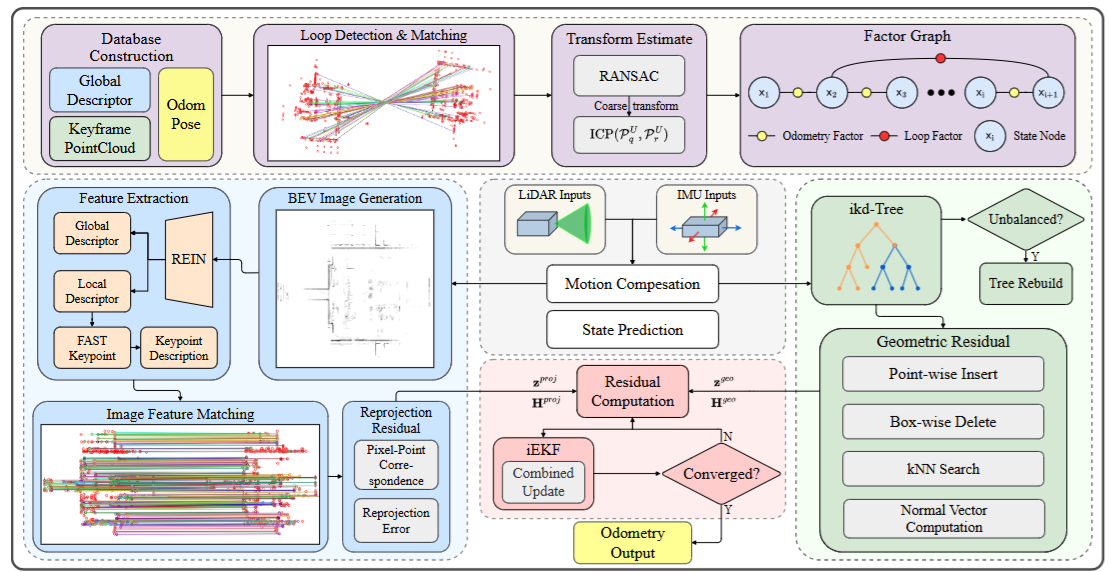 Database
Construction
Global
Descriptor
Keyframe
PointCloud
Odom
Pose
Loop Detection & Matching
Transform Estimate
RANSAC
Coarse transform
ICP(𝒫_q^U, 𝒫_r^U)
Factor Graph
x₁
x₂
x₃
xᵢ
xᵢ₊₁
Odometry Factor
Loop Factor
xᵢ
State Node
Feature Extraction
Global
Descriptor
REIN
Local
Descriptor
FAST
Keypoint
Keypoint
Description
BEV Image Generation
Image Feature Matching
Reprojection
Residual
Pixel-Point
Corre-
spondence
Reprojection
Error
LiDAR Inputs
IMU Inputs
Motion Compesation
State Prediction
z^proj
H^proj
Residual
Computation
z^geo
H^geo
iEKF
Combined
Update
Converged?
N
Y
Odometry
Output
ikd-Tree
Unbalanced?
Y
Tree Rebuild
Geometric Residual
Point-wise Insert
Box-wise Delete
kNN Search
Normal Vector
Computation